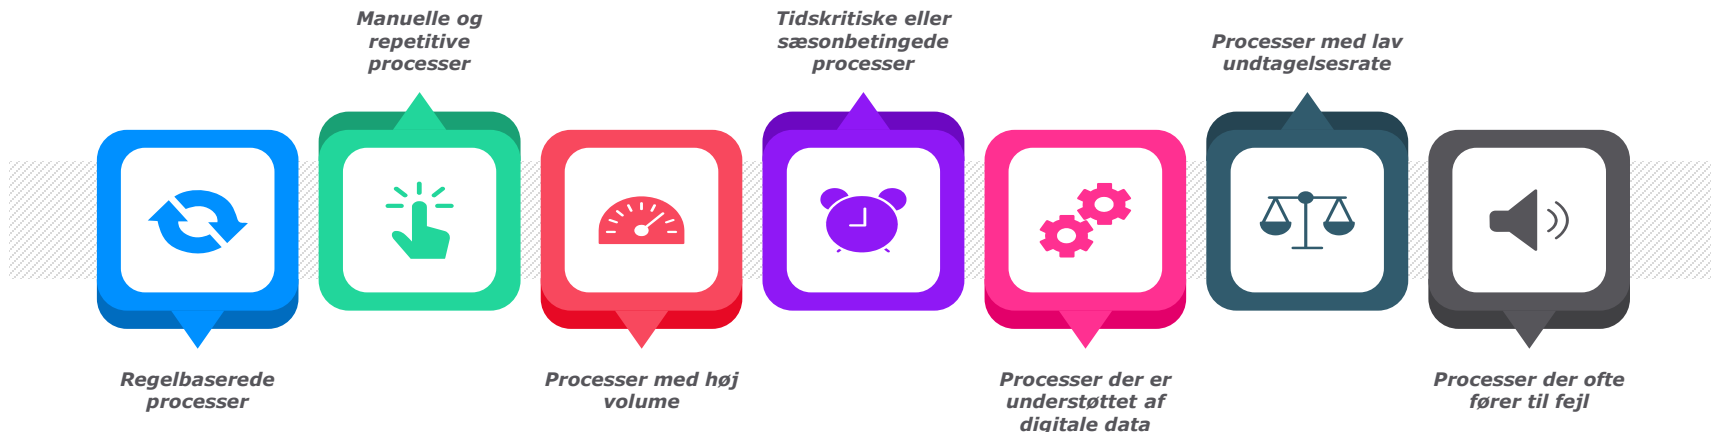 Manuelle og
repetitive
processer
Tidskritiske eller
sæsonbetingede
processer
Processer med lav
undtagelsesrate
Regelbaserede
processer
Processer med høj
volume
Processer der er
understøttet af
digitale data
Processer der ofte
fører til fejl